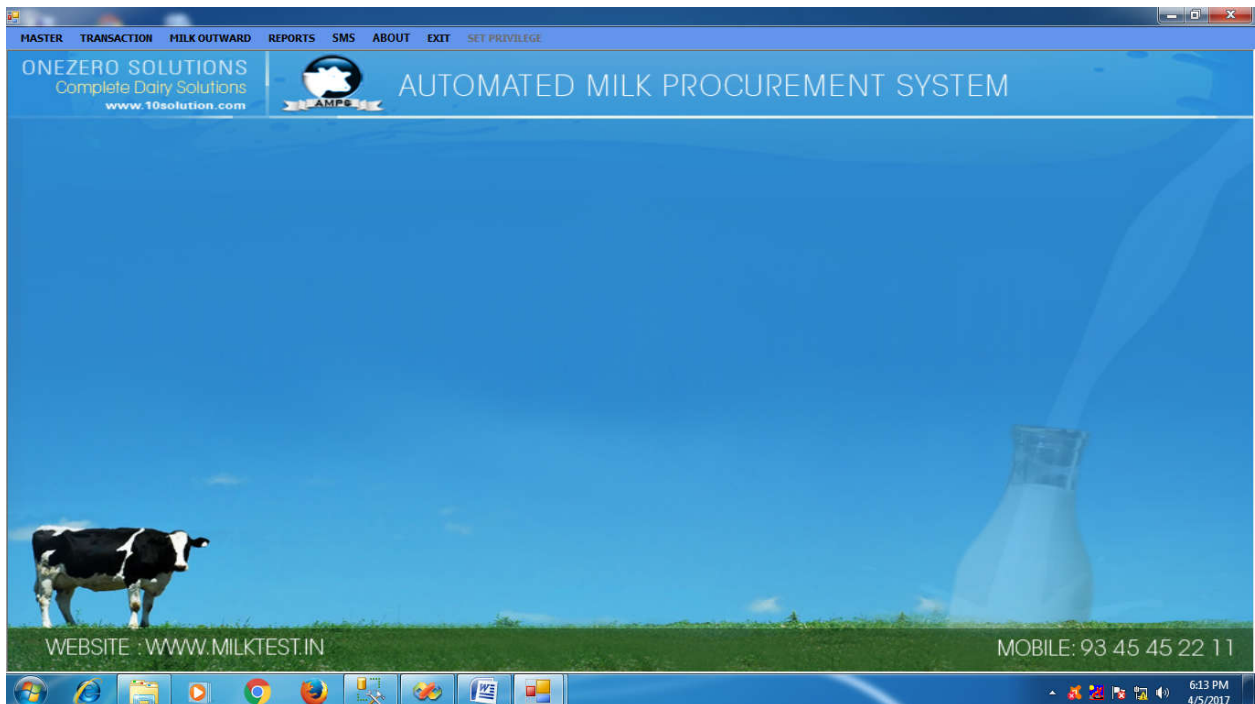 MASTER TRANSACTION MILK OUTWARD REPORTS SMS ABOUT EXIT SET PRIVILEGE
ONEZERO SOLUTIONS
Complete Dairy Solutions
www.10solution.com
AMPS
AUTOMATED MILK PROCUREMENT SYSTEM
WEBSITE : WWW.MILKTEST.IN
MOBILE: 93 45 45 22 11
6:13 PM
4/5/2017